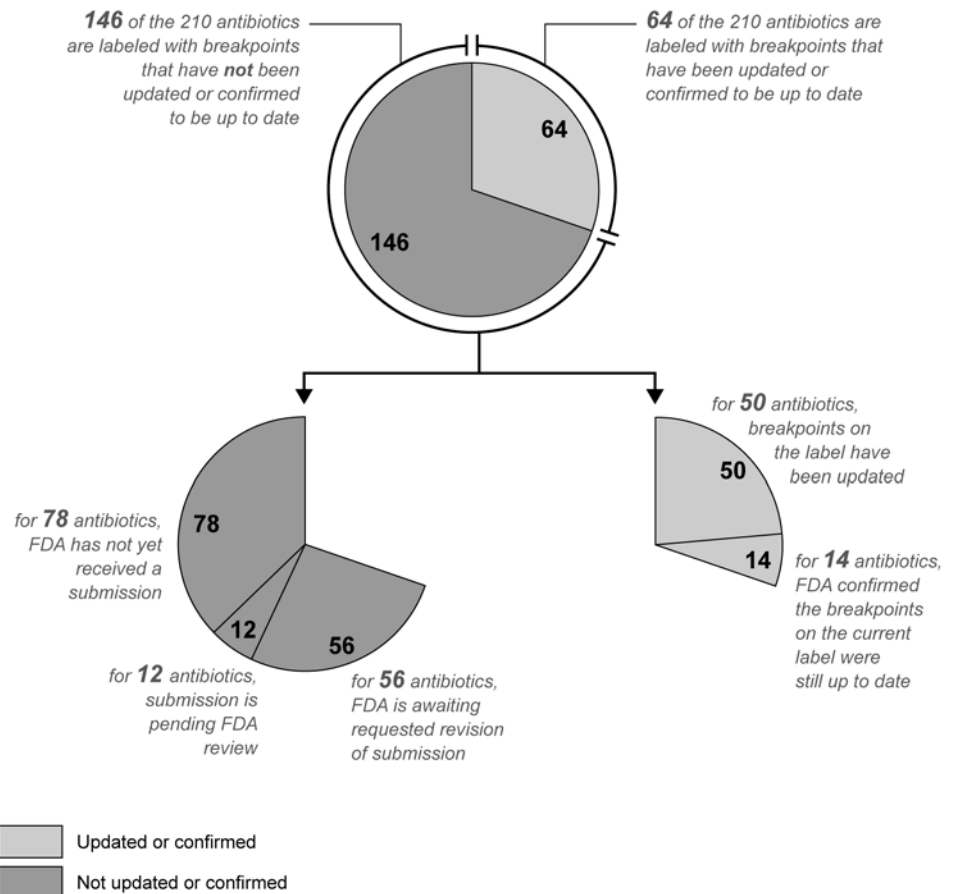 146 of the 210 antibiotics
are labeled with breakpoints
that have not been
updated or confirmed
to be up to date
64 of the 210 antibiotics are
labeled with breakpoints that
have been updated or
confirmed to be up to date
64
146
for 50 antibiotics,
breakpoints on
the label have
been updated
50
14
for 14 antibiotics,
FDA confirmed
the breakpoints
on the current
label were
still up to date
78
for 78 antibiotics,
FDA has not yet
received a
submission
12
56
for 12 antibiotics,
submission is
pending FDA
review
for 56 antibiotics,
FDA is awaiting
requested revision
of submission
Updated or confirmed
Not updated or confirmed